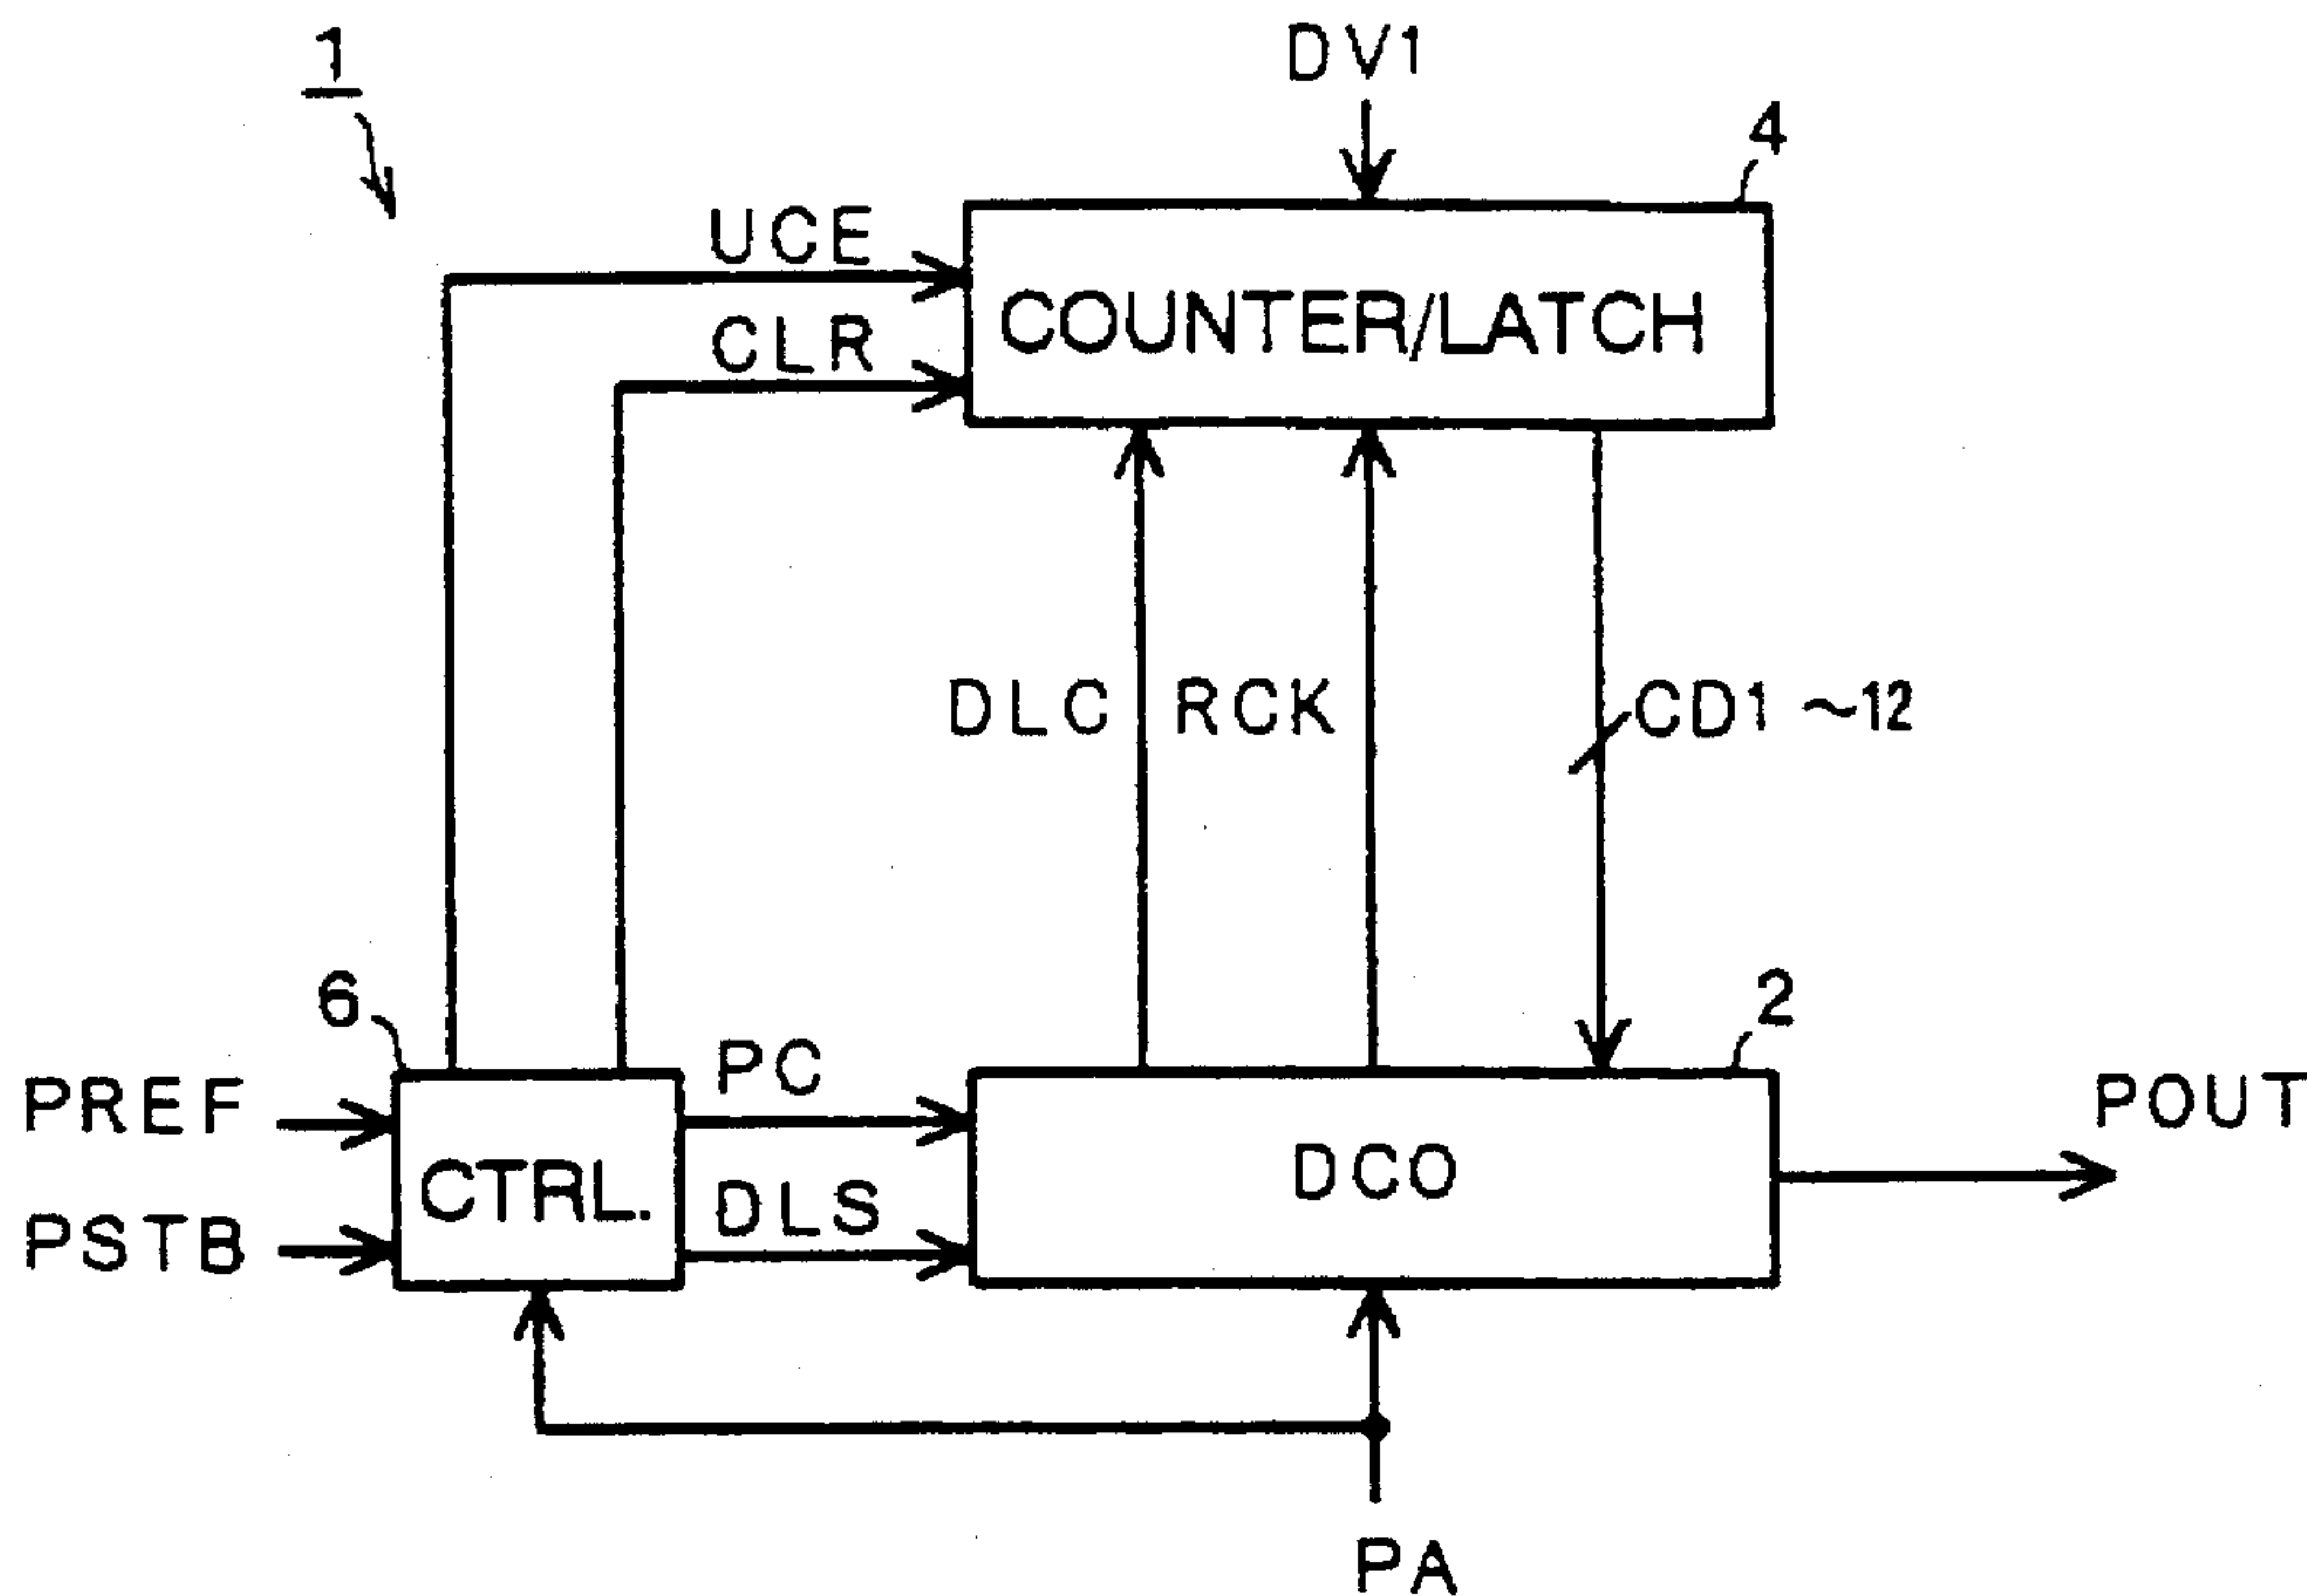 1
DV1
4
UCE
COUNTER/LATCH
CLR
DLC
RCK
CD1 ~12
6
2
PREF
PC
POUT
CTRL.
DCO
DLS
PSTB
PA